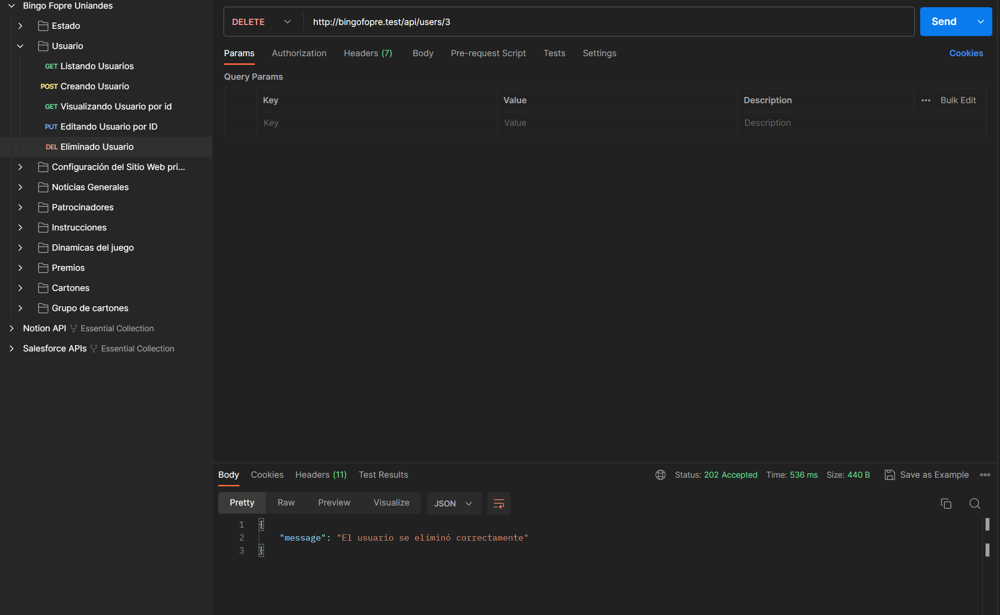 Bingo Fopre Uniandes
Estado
Usuario
GET Listando Usuarios
POST Creando Usuario
GET Visualizando Usuario por id
PUT Editando Usuario por ID
DEL Eliminado Usuario
Configuración del Sitio Web pri...
Noticias Generales
Patrocinadores
Instrucciones
Dinamicas del juego
Premios
Cartones
Grupo de cartones
Notion API Essential Collection
Salesforce APIs Essential Collection
DELETE http://bingofopre.test/api/users/3 Send
Params Authorization Headers (7) Body Pre-request Script Tests Settings Cookies
Query Params
Key Value Description Bulk Edit
Key Value Description
Body Cookies Headers (11) Test Results Status: 202 Accepted Time: 536 ms Size: 440 B Save as Example
Pretty Raw Preview Visualize JSON
1 {
2 "message": "El usuario se eliminó correctamente"
3 }